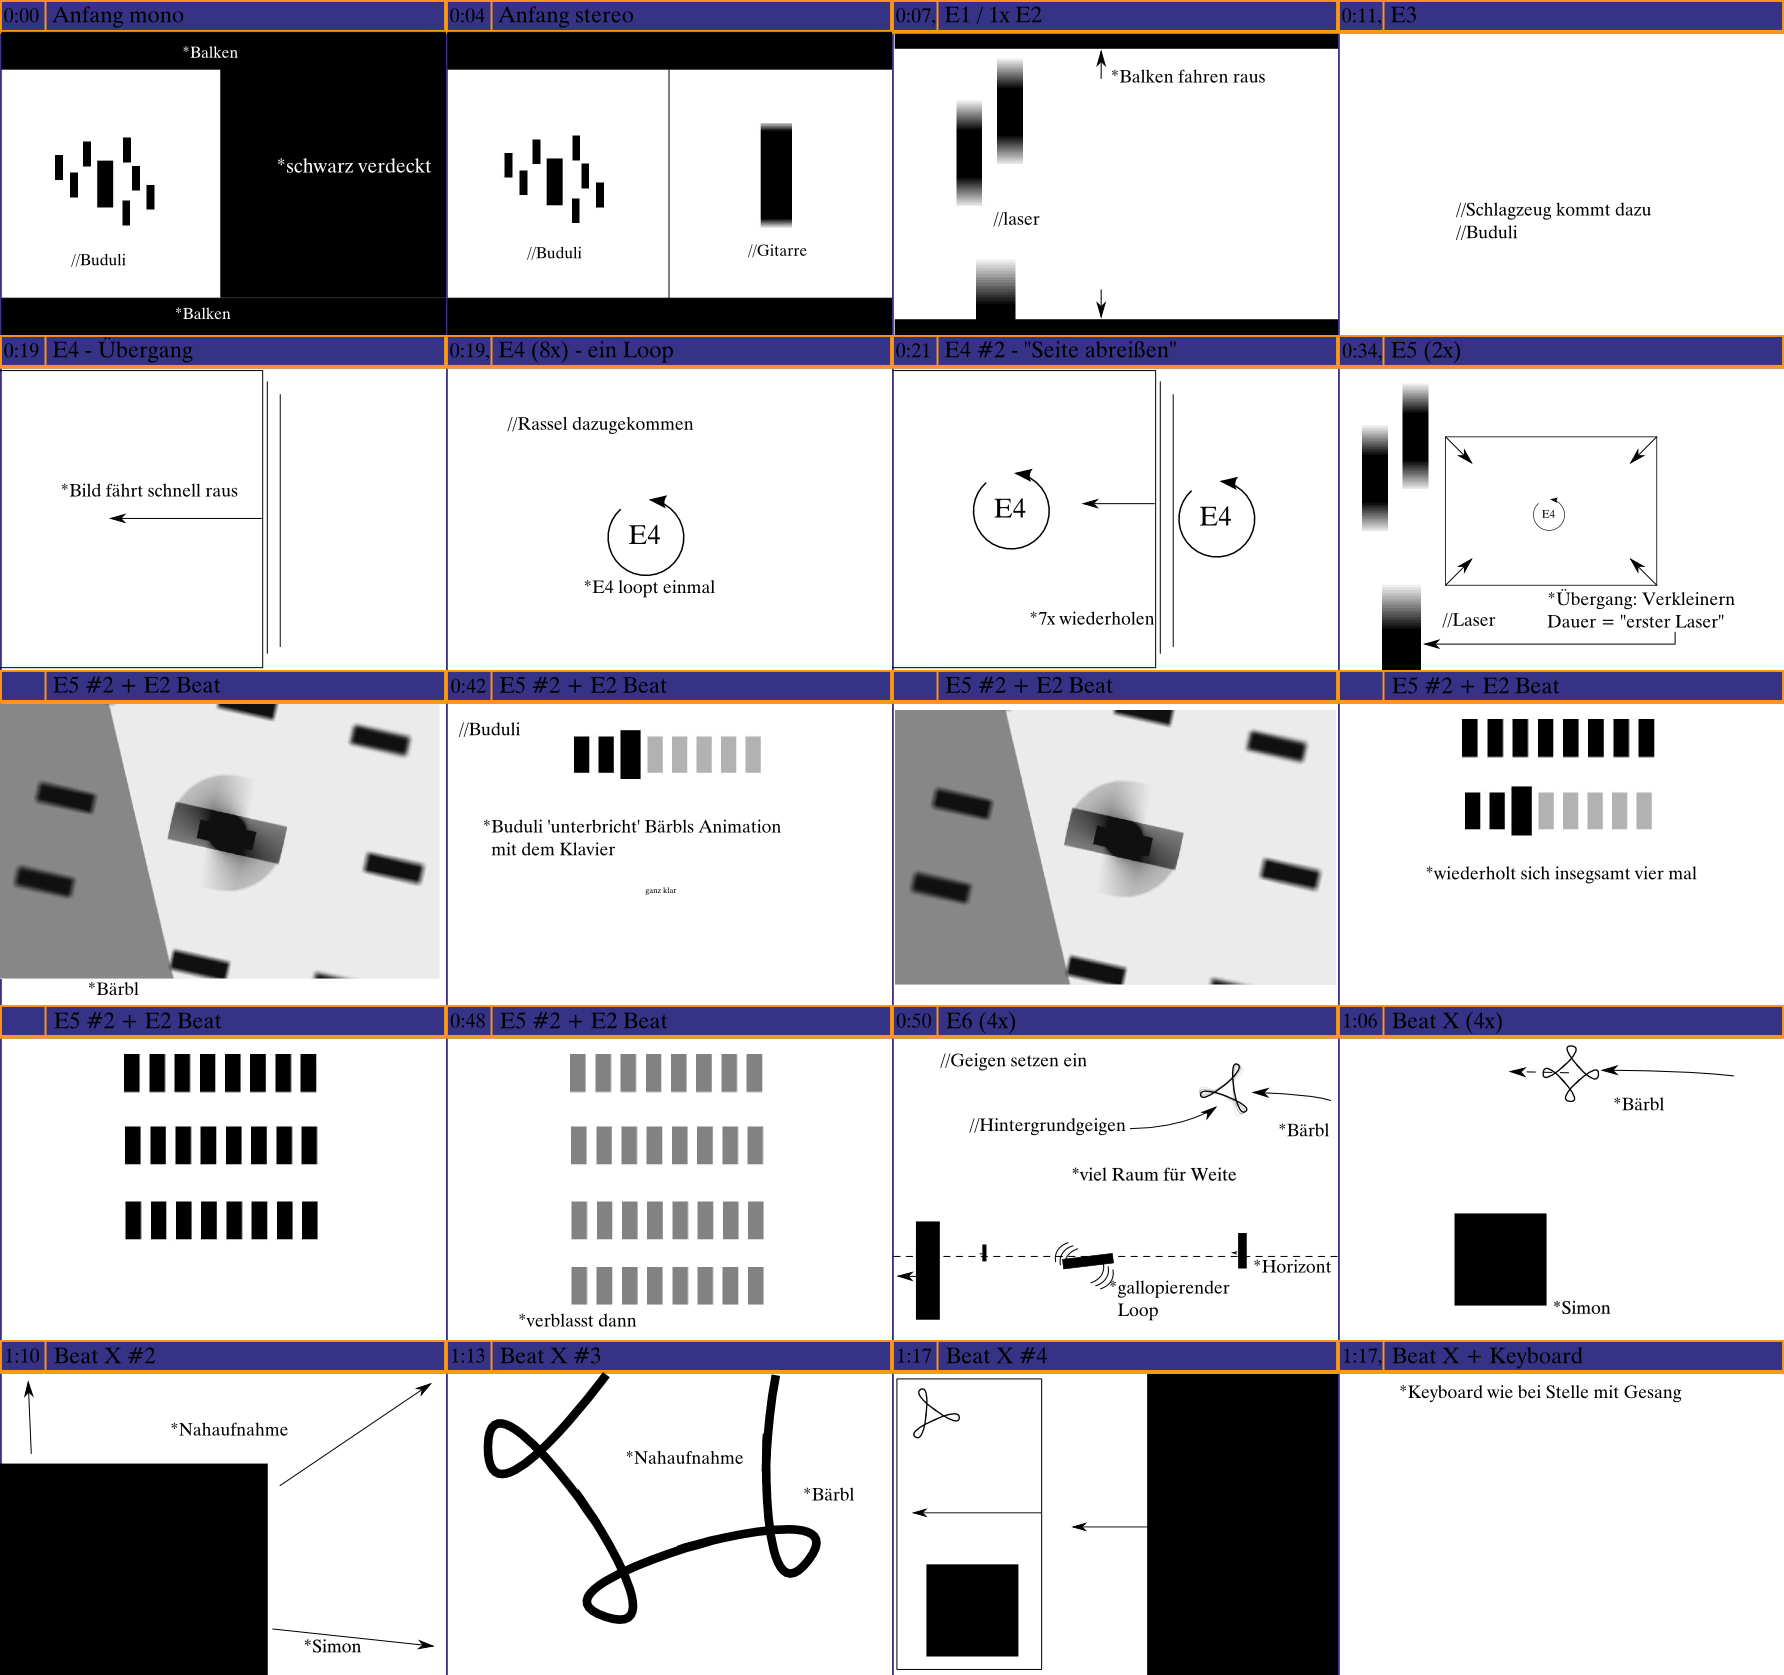 0:00 Anfang mono
*Balken
*schwarz verdeckt
//Buduli
*Balken
0:04 Anfang stereo
//Buduli
//Gitarre
0:07, E1 / 1x E2
*Balken fahren raus
//laser
0:11, E3
//Schlagzeug kommt dazu
//Buduli
0:19 E4 - Übergang
*Bild fährt schnell raus
0:19, E4 (8x) - ein Loop
//Rassel dazugekommen
E4
*E4 loopt einmal
0:21 E4 #2 - "Seite abreißen"
E4
E4
*7x wiederholen
0:34, E5 (2x)
E4
*Übergang: Verkleinern
//Laser
Dauer = "erster Laser"
E5 #2 + E2 Beat
*Bärbl
0:42 E5 #2 + E2 Beat
//Buduli
*Buduli 'unterbricht' Bärbls Animation
mit dem Klavier
ganz klar
E5 #2 + E2 Beat
E5 #2 + E2 Beat
*wiederholt sich insegsamt vier mal
E5 #2 + E2 Beat
0:48 E5 #2 + E2 Beat
*verblasst dann
0:50 E6 (4x)
//Geigen setzen ein
//Hintergrundgeigen
*Bärbl
*viel Raum für Weite
*Horizont
*gallopierender
Loop
1:06 Beat X (4x)
*Bärbl
*Simon
1:10 Beat X #2
*Nahaufnahme
*Simon
1:13 Beat X #3
*Nahaufnahme
*Bärbl
1:17 Beat X #4
1:17, Beat X + Keyboard
*Keyboard wie bei Stelle mit Gesang